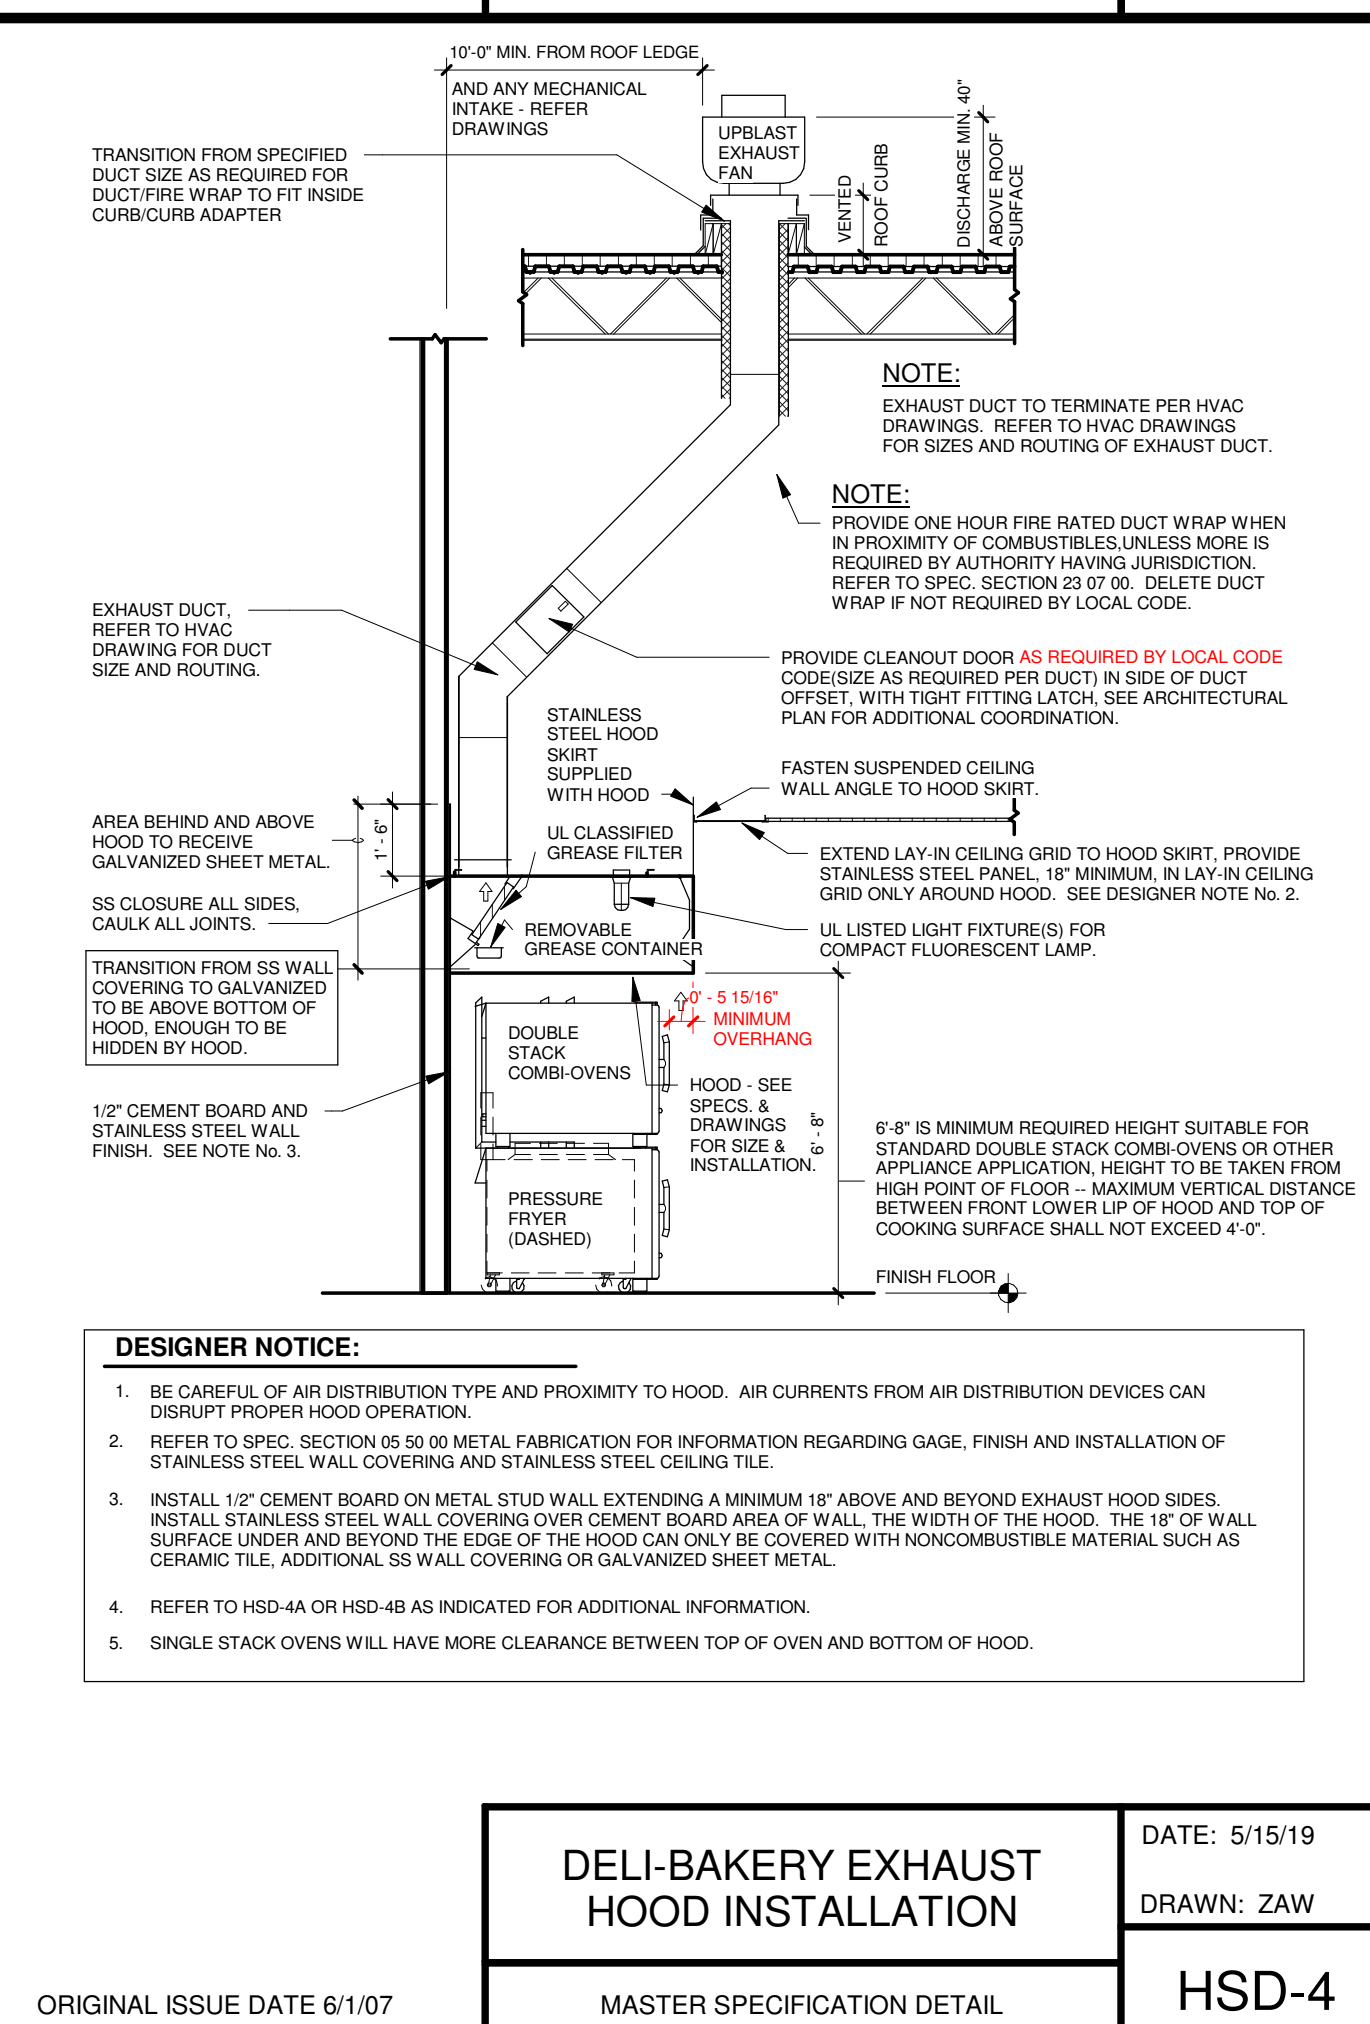 10'-0" MIN. FROM ROOF LEDGE
AND ANY MECHANICAL
INTAKE - REFER
DRAWINGS
UPBLAST
EXHAUST
FAN
VENTED
ROOF CURB
DISCHARGE MIN. 40"
ABOVE ROOF
SURFACE
TRANSITION FROM SPECIFIED
DUCT SIZE AS REQUIRED FOR
DUCT/FIRE WRAP TO FIT INSIDE
CURB/CURB ADAPTER
NOTE:
EXHAUST DUCT TO TERMINATE PER HVAC
DRAWINGS. REFER TO HVAC DRAWINGS
FOR SIZES AND ROUTING OF EXHAUST DUCT.
NOTE:
PROVIDE ONE HOUR FIRE RATED DUCT WRAP WHEN
IN PROXIMITY OF COMBUSTIBLES,UNLESS MORE IS
REQUIRED BY AUTHORITY HAVING JURISDICTION.
REFER TO SPEC. SECTION 23 07 00. DELETE DUCT
WRAP IF NOT REQUIRED BY LOCAL CODE.
EXHAUST DUCT,
REFER TO HVAC
DRAWING FOR DUCT
SIZE AND ROUTING.
PROVIDE CLEANOUT DOOR AS REQUIRED BY LOCAL CODE
CODE(SIZE AS REQUIRED PER DUCT) IN SIDE OF DUCT
OFFSET, WITH TIGHT FITTING LATCH, SEE ARCHITECTURAL
PLAN FOR ADDITIONAL COORDINATION.
STAINLESS
STEEL HOOD
SKIRT
SUPPLIED
WITH HOOD
FASTEN SUSPENDED CEILING
WALL ANGLE TO HOOD SKIRT.
AREA BEHIND AND ABOVE
HOOD TO RECEIVE
GALVANIZED SHEET METAL.
1' - 6"
UL CLASSIFIED
GREASE FILTER
EXTEND LAY-IN CEILING GRID TO HOOD SKIRT, PROVIDE
STAINLESS STEEL PANEL, 18" MINIMUM, IN LAY-IN CEILING
GRID ONLY AROUND HOOD. SEE DESIGNER NOTE No. 2.
SS CLOSURE ALL SIDES,
CAULK ALL JOINTS.
REMOVABLE
GREASE CONTAINER
UL LISTED LIGHT FIXTURE(S) FOR
COMPACT FLUORESCENT LAMP.
TRANSITION FROM SS WALL
COVERING TO GALVANIZED
TO BE ABOVE BOTTOM OF
HOOD, ENOUGH TO BE
HIDDEN BY HOOD.
0' - 5 15/16"
MINIMUM
OVERHANG
DOUBLE
STACK
COMBI-OVENS
HOOD - SEE
SPECS. &
DRAWINGS
FOR SIZE &
INSTALLATION.
6' - 8"
1/2" CEMENT BOARD AND
STAINLESS STEEL WALL
FINISH. SEE NOTE No. 3.
6'-8" IS MINIMUM REQUIRED HEIGHT SUITABLE FOR
STANDARD DOUBLE STACK COMBI-OVENS OR OTHER
APPLIANCE APPLICATION, HEIGHT TO BE TAKEN FROM
HIGH POINT OF FLOOR -- MAXIMUM VERTICAL DISTANCE
BETWEEN FRONT LOWER LIP OF HOOD AND TOP OF
COOKING SURFACE SHALL NOT EXCEED 4'-0".
PRESSURE
FRYER
(DASHED)
FINISH FLOOR
DESIGNER NOTICE:
1. BE CAREFUL OF AIR DISTRIBUTION TYPE AND PROXIMITY TO HOOD. AIR CURRENTS FROM AIR DISTRIBUTION DEVICES CAN
DISRUPT PROPER HOOD OPERATION.
2. REFER TO SPEC. SECTION 05 50 00 METAL FABRICATION FOR INFORMATION REGARDING GAGE, FINISH AND INSTALLATION OF
STAINLESS STEEL WALL COVERING AND STAINLESS STEEL CEILING TILE.
3. INSTALL 1/2" CEMENT BOARD ON METAL STUD WALL EXTENDING A MINIMUM 18" ABOVE AND BEYOND EXHAUST HOOD SIDES.
INSTALL STAINLESS STEEL WALL COVERING OVER CEMENT BOARD AREA OF WALL, THE WIDTH OF THE HOOD. THE 18" OF WALL
SURFACE UNDER AND BEYOND THE EDGE OF THE HOOD CAN ONLY BE COVERED WITH NONCOMBUSTIBLE MATERIAL SUCH AS
CERAMIC TILE, ADDITIONAL SS WALL COVERING OR GALVANIZED SHEET METAL.
4. REFER TO HSD-4A OR HSD-4B AS INDICATED FOR ADDITIONAL INFORMATION.
5. SINGLE STACK OVENS WILL HAVE MORE CLEARANCE BETWEEN TOP OF OVEN AND BOTTOM OF HOOD.
DELI-BAKERY EXHAUST
HOOD INSTALLATION
DATE: 5/15/19
DRAWN: ZAW
ORIGINAL ISSUE DATE 6/1/07
MASTER SPECIFICATION DETAIL
HSD-4